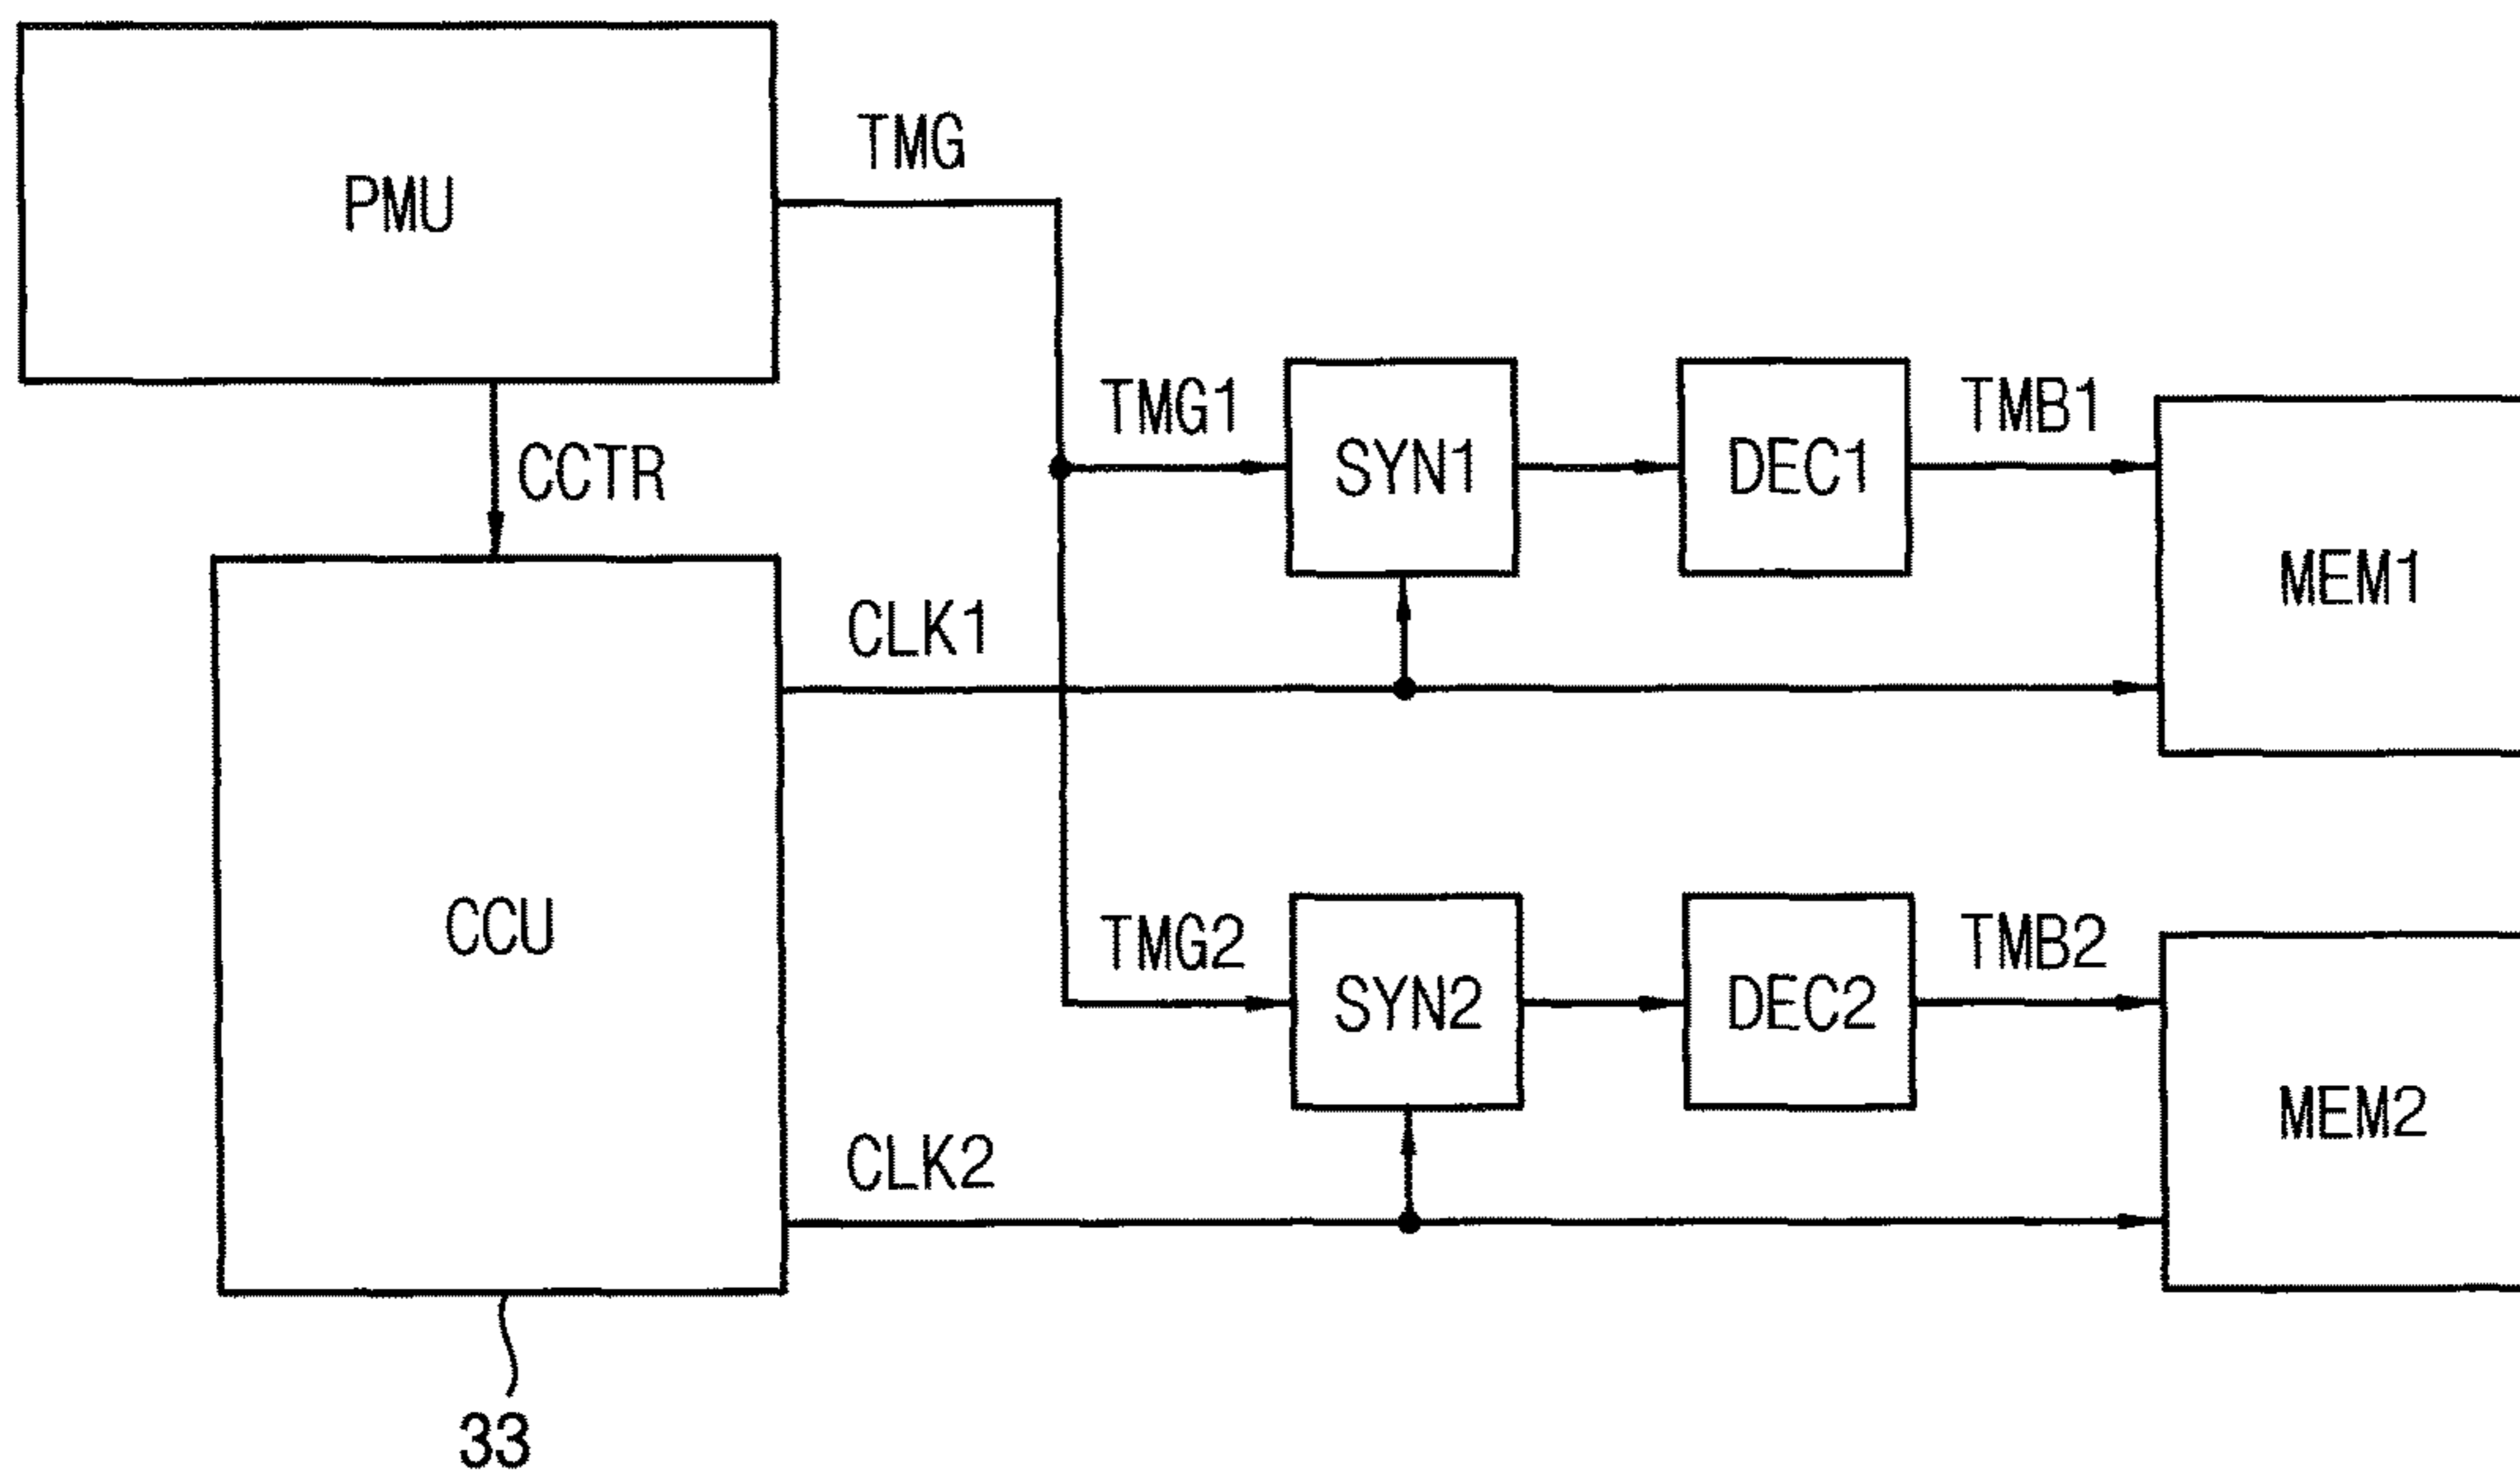 TMG
PMU
TMG1
SYN1
DEC1
TMB1
CCTR
MEM1
CLK1
CCU
TMG2
SYN2
DEC2
TMB2
MEM2
CLK2
33